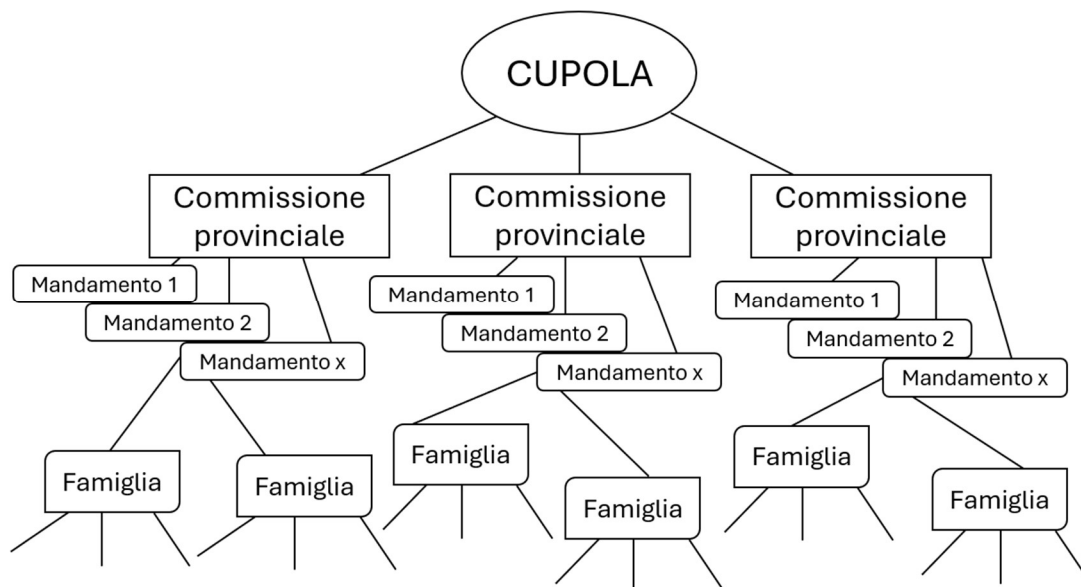 CUPOLA
Commissione
provinciale
Commissione
provinciale
Commissione
provinciale
Mandamento 1
Mandamento 2
Mandamento x
Mandamento 1
Mandamento 2
Mandamento x
Mandamento 1
Mandamento 2
Mandamento x
Famiglia
Famiglia
Famiglia
Famiglia
Famiglia
Famiglia